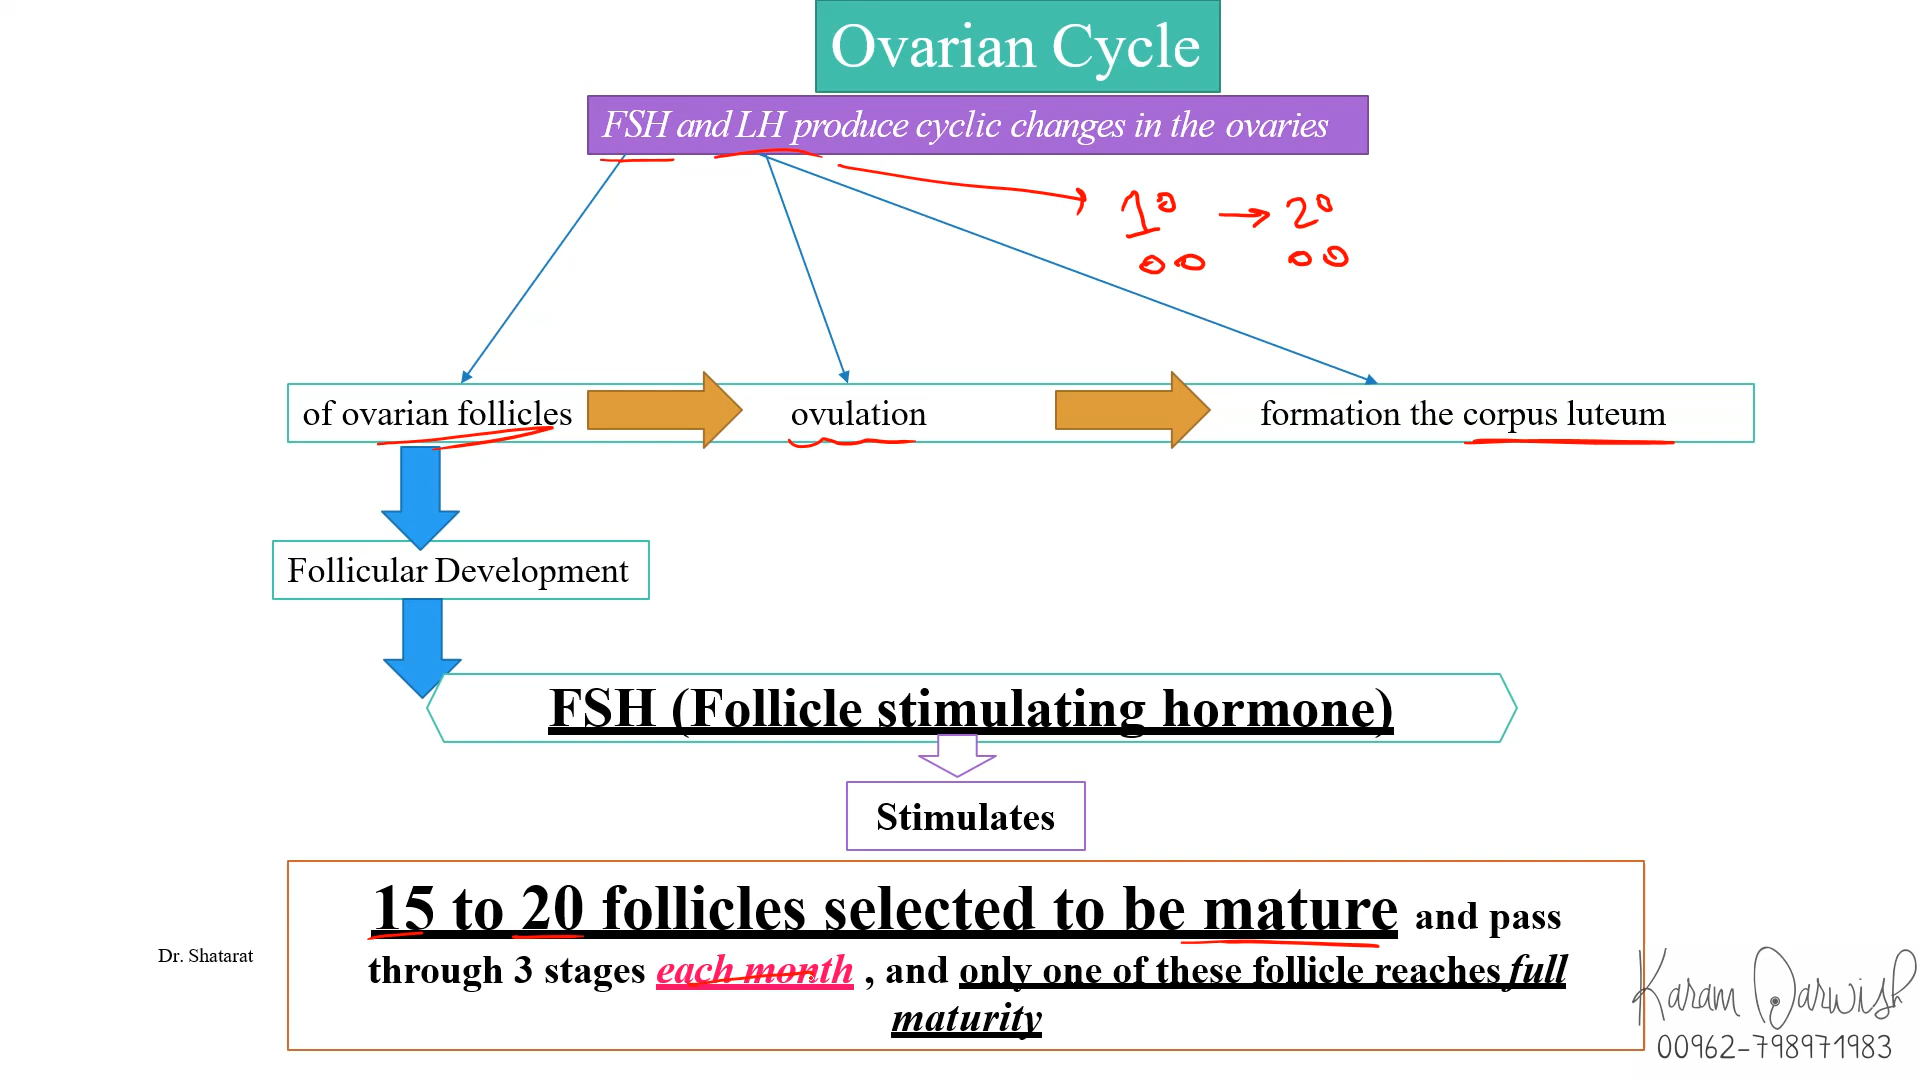 Ovarian Cycle
FSH and LH produce cyclic changes in the ovaries
1° → 2°
oo oo
of ovarian follicles
ovulation
formation the corpus luteum
Follicular Development
FSH (Follicle stimulating hormone)
Stimulates
15 to 20 follicles selected to be mature and pass
through 3 stages each month , and only one of these follicle reaches full
maturity
Dr. Shatarat
Karam Darwish
00962-798971983